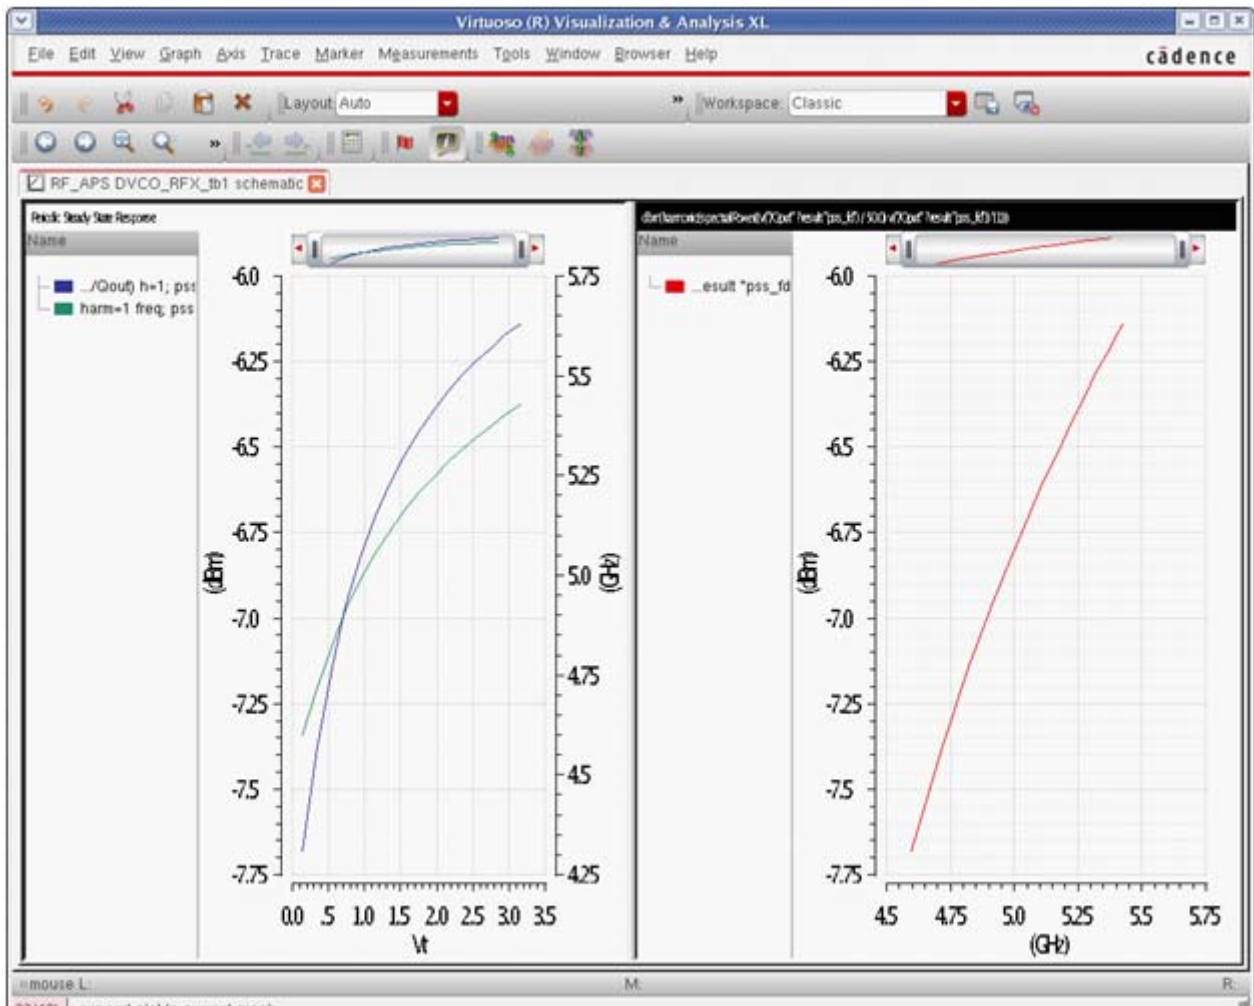 Virtuoso (R) Visualization & Analysis XL
File Edit View Graph Axis Trace Marker Measurements Tools Window Browser Help
cādence
Layout: Auto
» Workspace: Classic
»
RF_APS DVCO_RFX_tb1 schematic
Periodic Steady State Response
Name
.../Qout) h=1; pss
harm=1 freq; pss
-6.0
-6.25
-6.5
-6.75
-7.0
-7.25
-7.5
-7.75
(dBm)
5.75
5.5
5.25
5.0
4.75
4.5
4.25
(GHz)
0.0 .5 1.0 1.5 2.0 2.5 3.0 3.5
Vt
Name
...esult "pss_fd
-6.0
-6.25
-6.5
-6.75
-7.0
-7.25
-7.5
-7.75
(dBm)
4.5 4.75 5.0 5.25 5.5 5.75
(GHz)
mouse L: M: R: